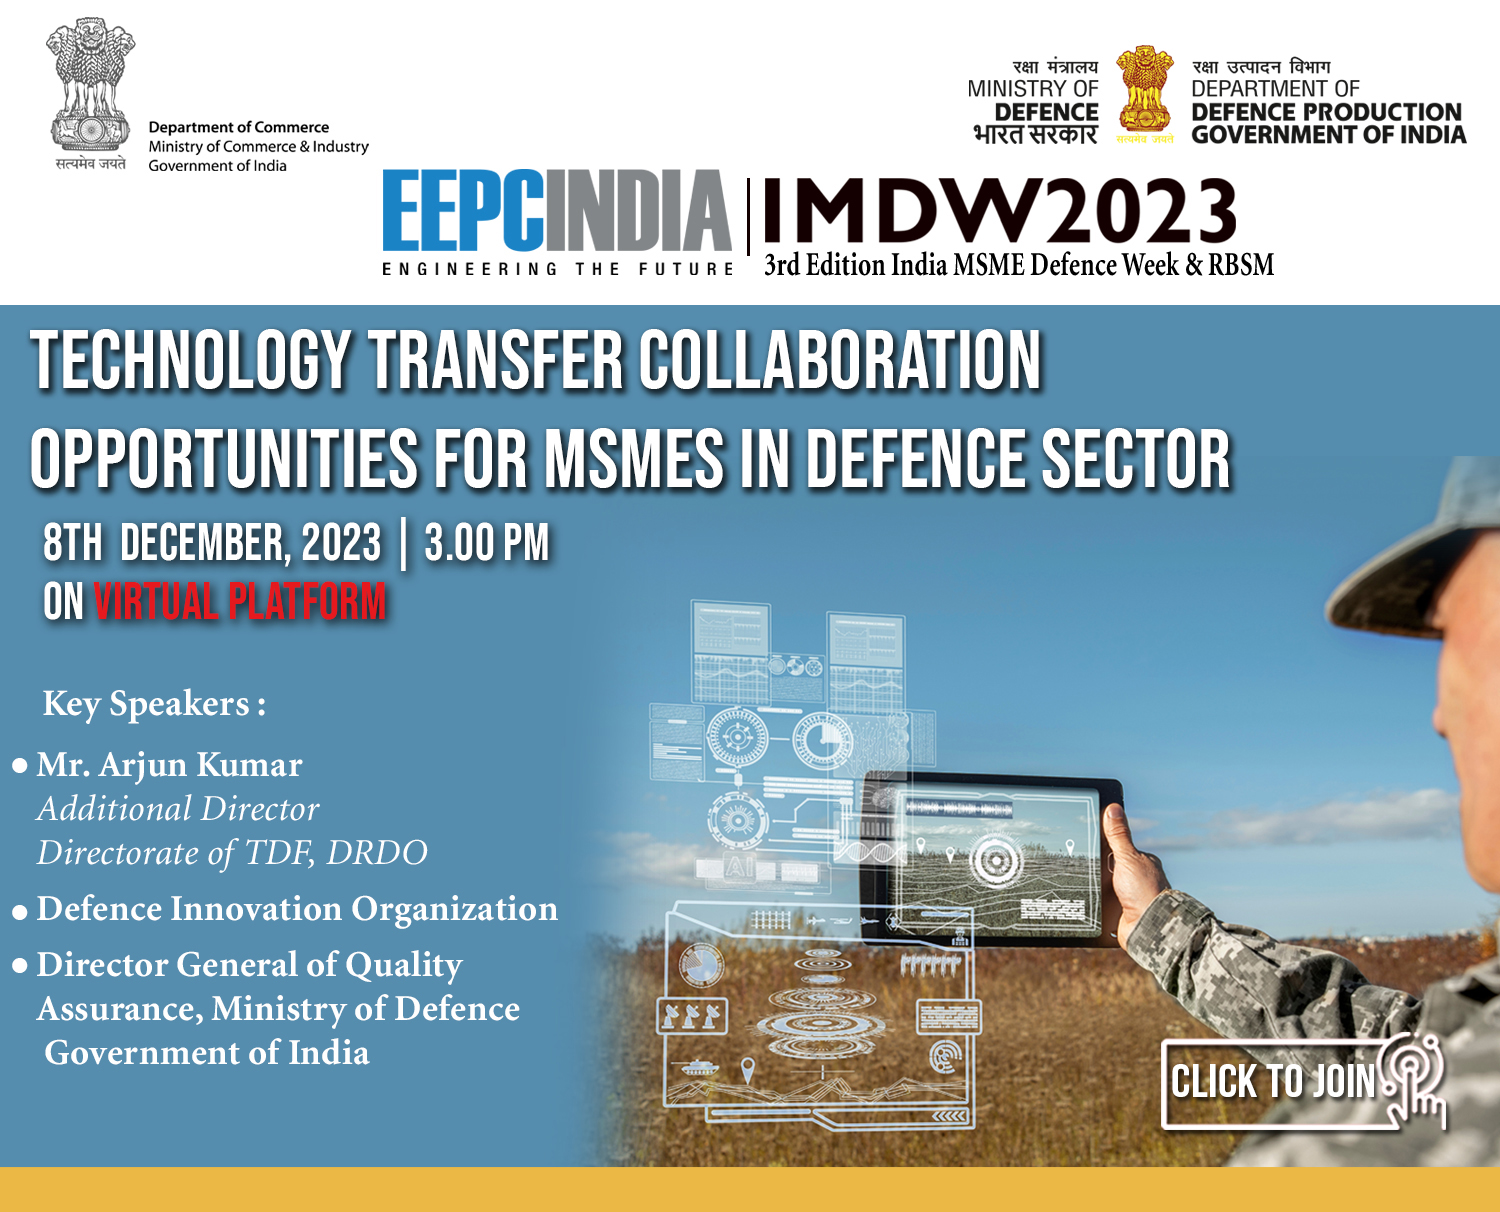 सत्यमेव जयते
Department of Commerce
Ministry of Commerce & Industry
Government of India
रक्षा मंत्रालय
MINISTRY OF
DEFENCE
भारत सरकार
सत्यमेव जयते
रक्षा उत्पादन विभाग
DEPARTMENT OF
DEFENCE PRODUCTION
GOVERNMENT OF INDIA
EEPCINDIA
ENGINEERING THE FUTURE
IMDW2023
3rd Edition India MSME Defence Week & RBSM
TECHNOLOGY TRANSFER COLLABORATION
OPPORTUNITIES FOR MSMES IN DEFENCE SECTOR
8TH DECEMBER, 2023 | 3.00 PM
ON VIRTUAL PLATFORM
Key Speakers :
• Mr. Arjun Kumar
Additional Director
Directorate of TDF, DRDO
• Defence Innovation Organization
• Director General of Quality
Assurance, Ministry of Defence
Government of India
AI
CLICK TO JOIN